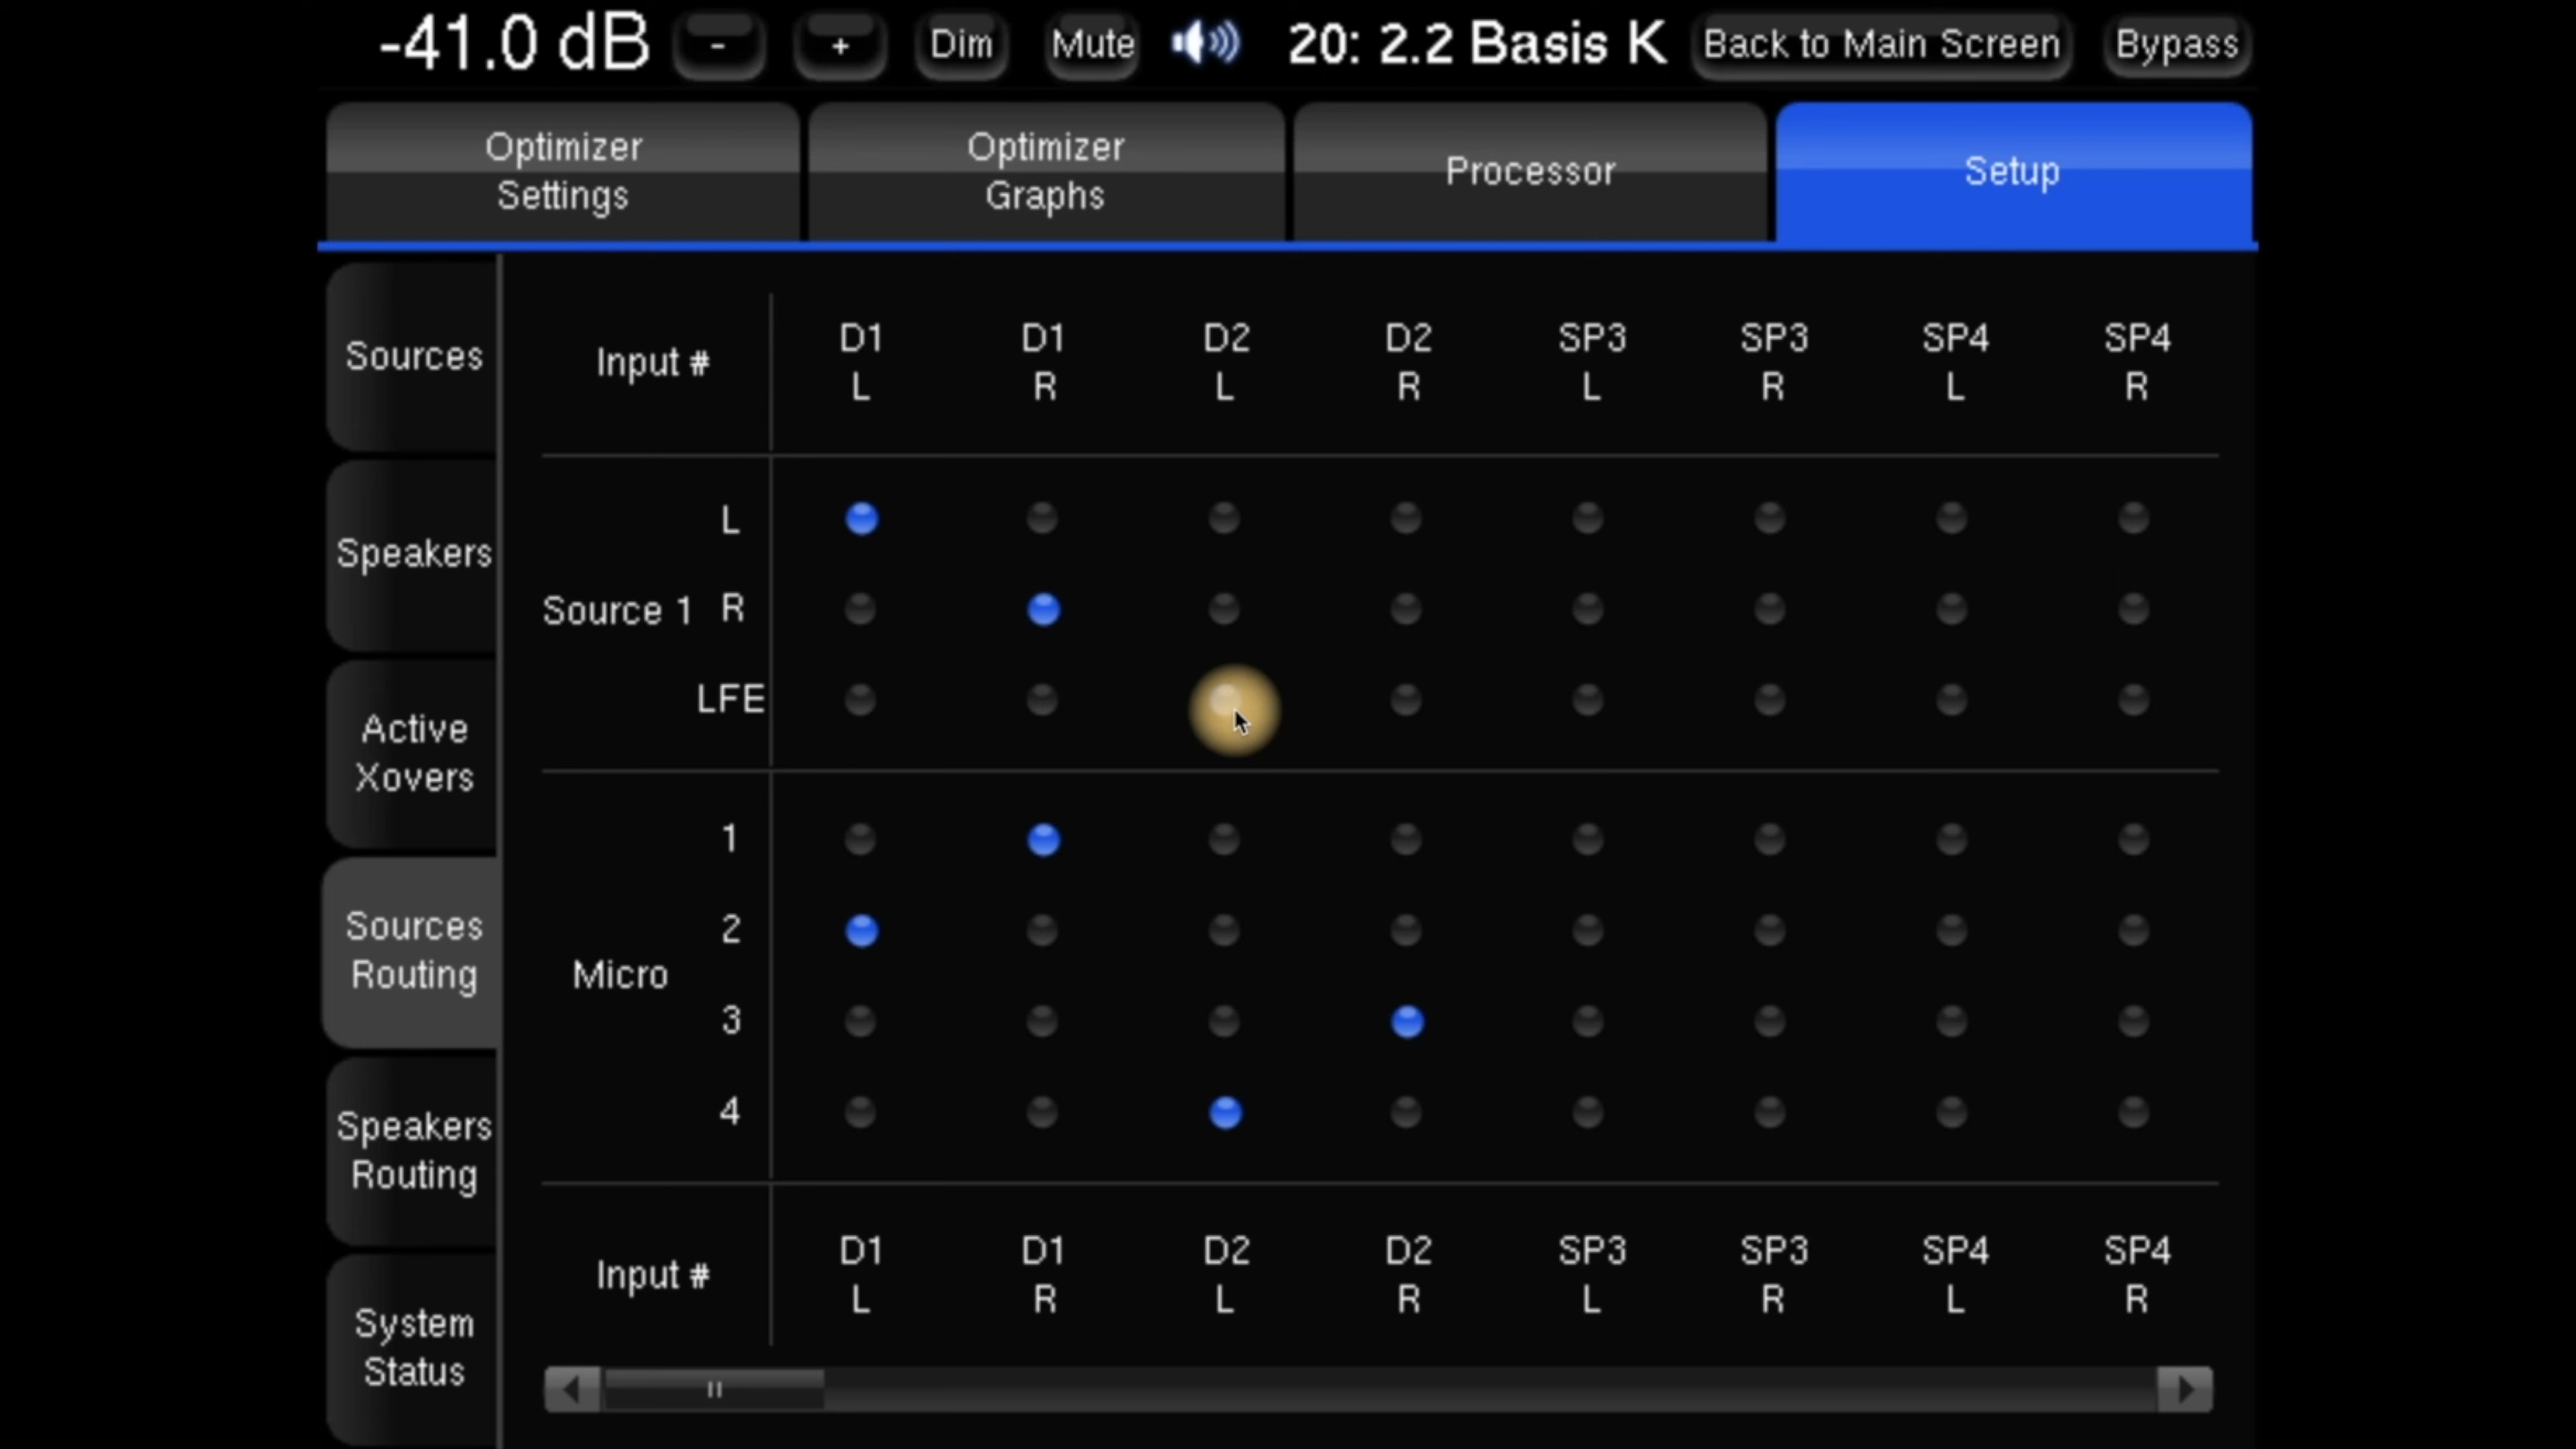 -41.0 dB - + Dim Mute 20: 2.2 Basis K Back to Main Screen Bypass
Optimizer
Settings
Optimizer
Graphs
Processor
Setup
Sources
Speakers
Active
Xovers
Sources
Routing
Speakers
Routing
System
Status
Input #
D1 D1 D2 D2 SP3 SP3 SP4 SP4
L R L R L R L R
L
Source 1 R
LFE
1
2
Micro
3
4
Input #
D1 D1 D2 D2 SP3 SP3 SP4 SP4
L R L R L R L R